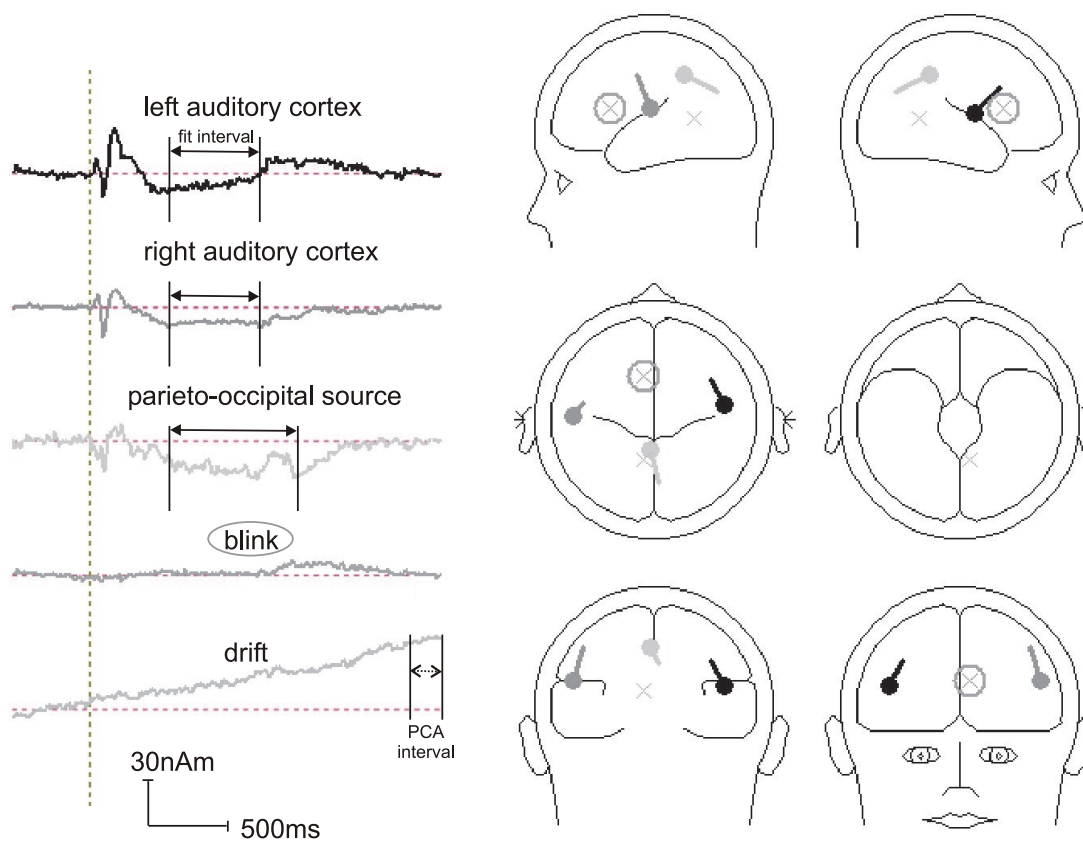 left auditory cortex
fit interval
right auditory cortex
parieto-occipital source
blink
drift
PCA
interval
30nAm
500ms